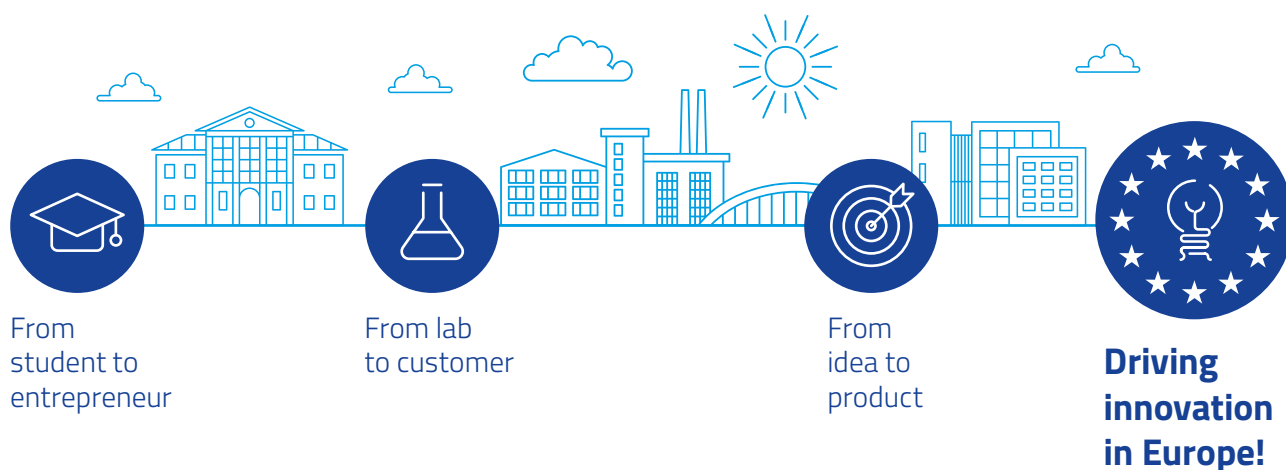 From
student to
entrepreneur
From lab
to customer
From
idea to
product
Driving
innovation
in Europe!